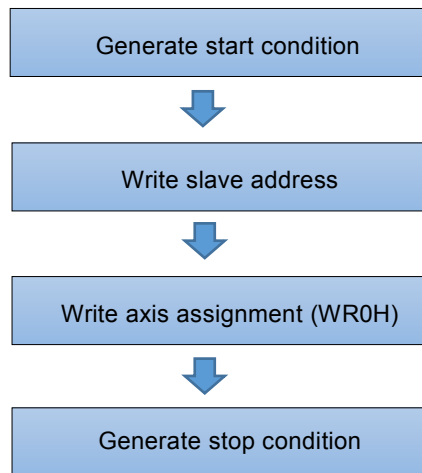 Generate start condition
Write slave address
Write axis assignment (WR0H)
Generate stop condition